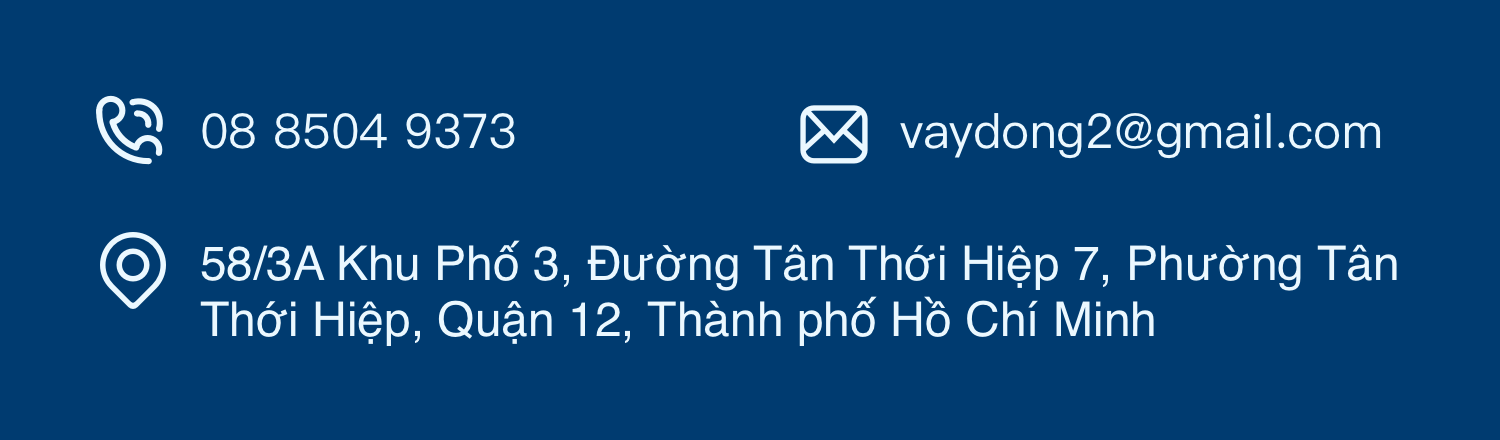 08 8504 9373
vaydong2@gmail.com
58/3A Khu Phố 3, Đường Tân Thới Hiệp 7, Phường Tân
Thới Hiệp, Quận 12, Thành phố Hồ Chí Minh